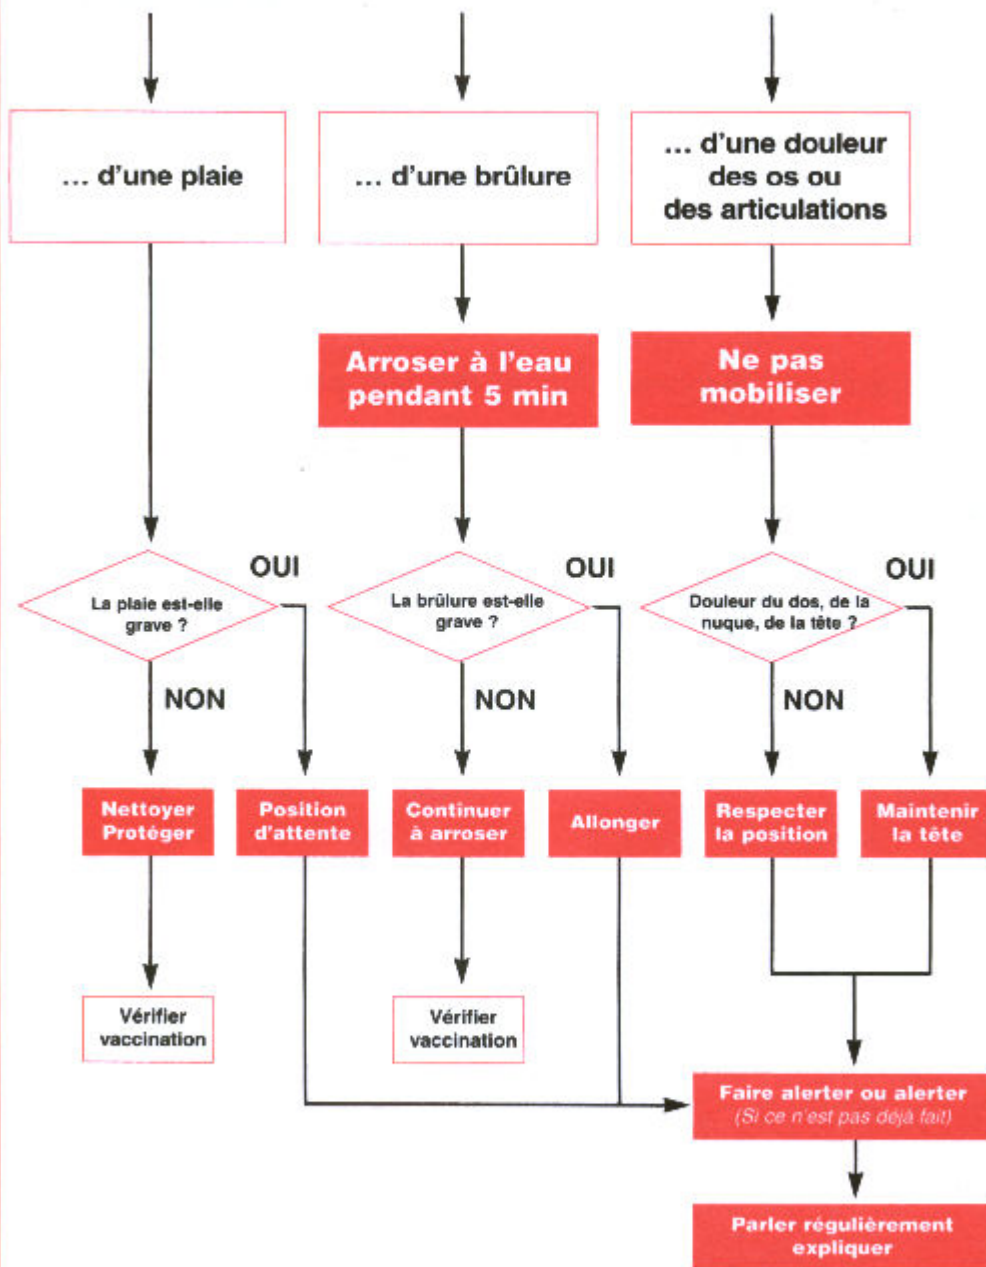 ... d'une plaie
... d'une brûlure
... d'une douleur
des os ou
des articulations
Arroser à l'eau
pendant 5 min
Ne pas
mobiliser
La plaie est-elle
grave ?
OUI
La brûlure est-elle
grave ?
OUI
Douleur du dos, de la
nuque, de la tête ?
OUI
NON
NON
NON
Nettoyer
Protéger
Position
d'attente
Continuer
à arroser
Allonger
Respecter
la position
Maintenir
la tête
Vérifier
vaccination
Vérifier
vaccination
Faire alerter ou alerter
(Si ce n'est pas déjà fait)
Parler régulièrement
expliquer